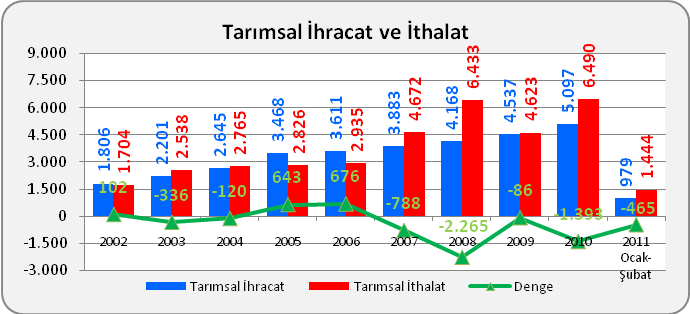 Tarımsal İhracat ve İthalat
9.000
7.500
6.000
4.500
3.000
1.500
0
-1.500
-3.000
1.806 1.704 2.201 2.538 2.645 2.765 3.468 2.826 3.611 2.935 3.883 4.672 4.168 6.433 4.537 4.623 5.097 6.490 979 1.444
102 -336 -120 643 676 -788 -2.265 -86 -1.393 -465
2002 2003 2004 2005 2006 2007 2008 2009 2010 2011
Ocak-
Şubat
Tarımsal İhracat Tarımsal İthalat Denge